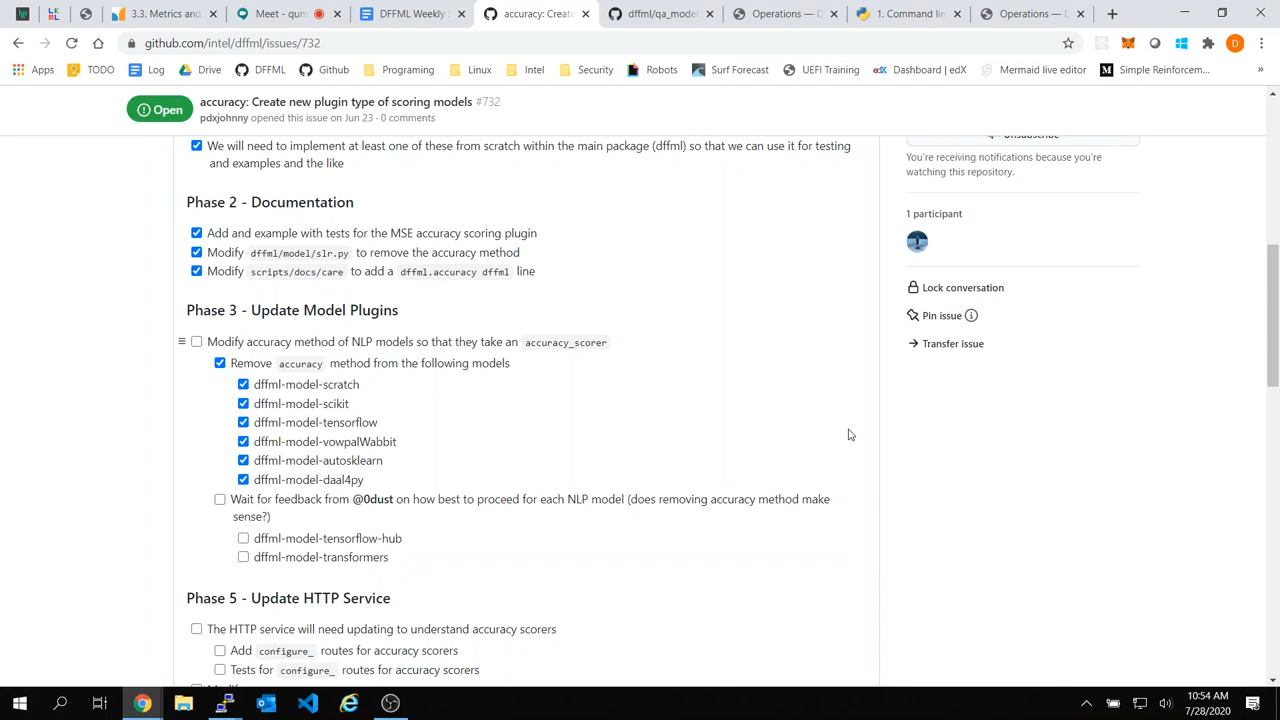 3.3. Metrics and
Meet - qum
DFFML Weekly
accuracy: Create
dffml/qa_model
Operations — D
1. Command lin
Operations — D
github.com/intel/dffml/issues/732
Apps
TODO
Log
Drive
DFFML
Github
Programing
Linux
Intel
Security
Robots
Surf Forecast
UEFI Training
Dashboard | edX
Mermaid live editor
Simple Reinforcem...
Open
accuracy: Create new plugin type of scoring models #732
pdxjohnny opened this issue on Jun 23 · 0 comments
We will need to implement at least one of these from scratch within the main package (dffml) so that we can use it for testing
and examples and the like
Unsubscribe
You're receiving notifications because you're
watching this repository.
Phase 2 - Documentation
1 participant
Add and example with tests for the MSE accuracy scoring plugin
Modify dffml/model/slr.py to remove the accuracy method
Modify scripts/docs/care to add a dffml.accuracy dffml line
Lock conversation
Pin issue
Transfer issue
Phase 3 - Update Model Plugins
Modify accuracy method of NLP models so that they take an accuracy_scorer
Remove accuracy method from the following models
dffml-model-scratch
dffml-model-scikit
dffml-model-tensorflow
dffml-model-vowpalWabbit
dffml-model-autosklearn
dffml-model-daal4py
Wait for feedback from @0dust on how best to proceed for each NLP model (does removing accuracy method make
sense?)
dffml-model-tensorflow-hub
dffml-model-transformers
Phase 5 - Update HTTP Service
The HTTP service will need updating to understand accuracy scorers
Add configure_ routes for accuracy scorers
Tests for configure_ routes for accuracy scorers
10:54 AM
7/28/2020